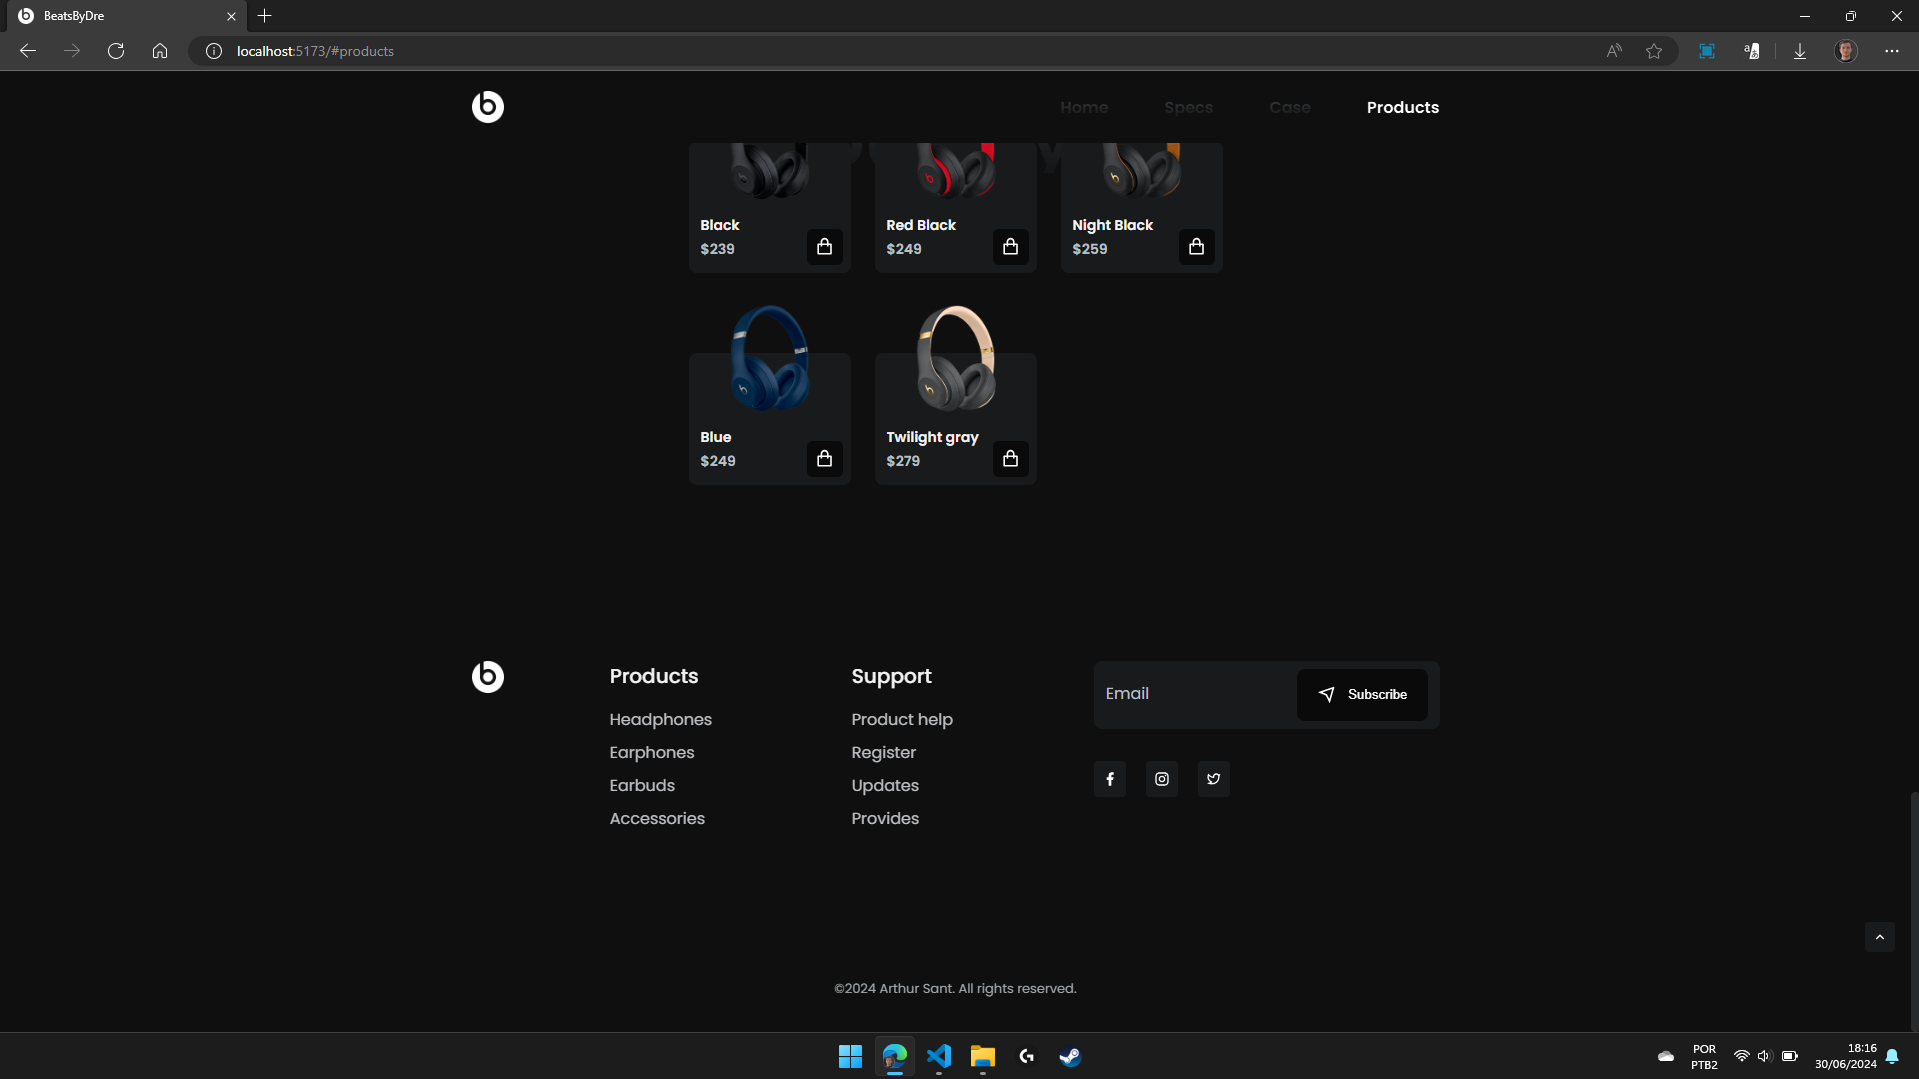 BeatsByDre
localhost:5173/#products
Home Specs Case Products
Black
$239
Red Black
$249
Night Black
$259
Blue
$249
Twilight gray
$279
Products
Headphones
Earphones
Earbuds
Accessories
Support
Product help
Register
Updates
Provides
Email
Subscribe
©2024 Arthur Sant. All rights reserved.
POR
PTB2
18:16
30/06/2024